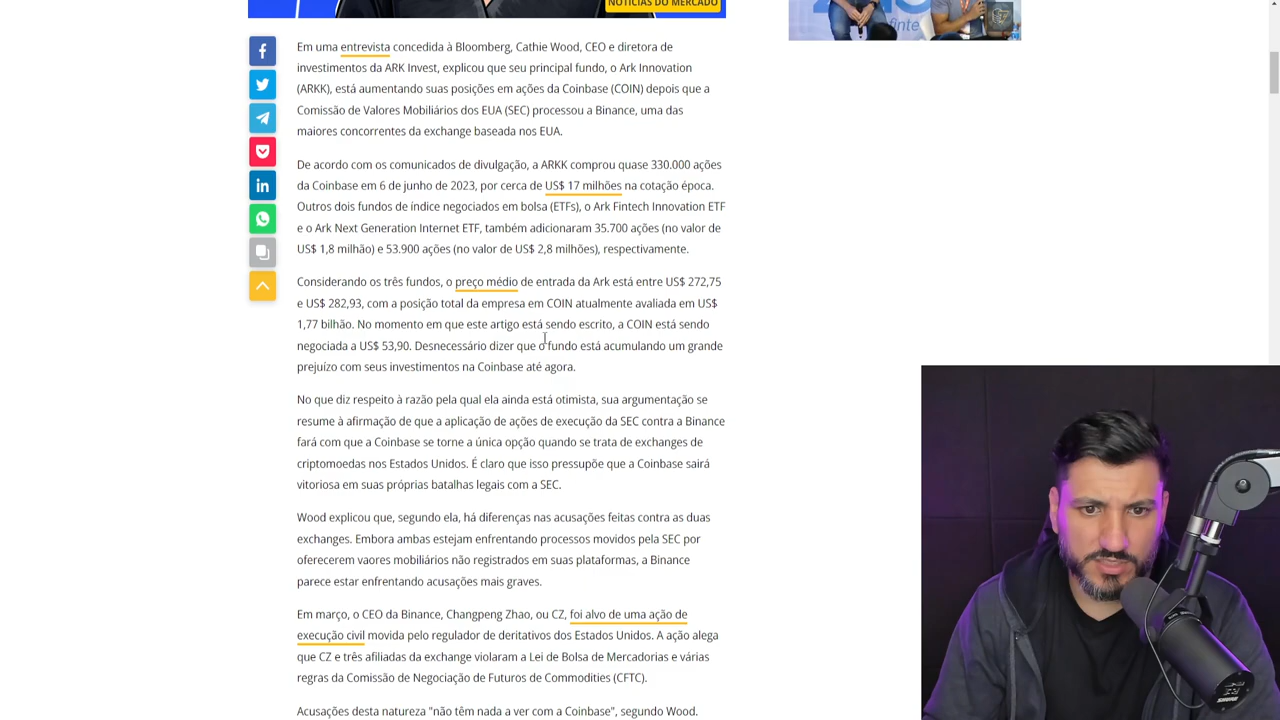 NOTÍCIAS DO MERCADO
finte
Em uma entrevista concedida à Bloomberg, Cathie Wood, CEO e diretora de
investimentos da ARK Invest, explicou que seu principal fundo, o Ark Innovation
(ARKK), está aumentando suas posições em ações da Coinbase (COIN) depois que a
Comissão de Valores Mobiliários dos EUA (SEC) processou a Binance, uma das
maiores concorrentes da exchange baseada nos EUA.
De acordo com os comunicados de divulgação, a ARKK comprou quase 330.000 ações
da Coinbase em 6 de junho de 2023, por cerca de US$ 17 milhões na cotação época.
Outros dois fundos de índice negociados em bolsa (ETFs), o Ark Fintech Innovation ETF
e o Ark Next Generation Internet ETF, também adicionaram 35.700 ações (no valor de
US$ 1,8 milhão) e 53.900 ações (no valor de US$ 2,8 milhões), respectivamente.
Considerando os três fundos, o preço médio de entrada da Ark está entre US$ 272,75
e US$ 282,93, com a posição total da empresa em COIN atualmente avaliada em US$
1,77 bilhão. No momento em que este artigo está sendo escrito, a COIN está sendo
negociada a US$ 53,90. Desnecessário dizer que o fundo está acumulando um grande
prejuízo com seus investimentos na Coinbase até agora.
No que diz respeito à razão pela qual ela ainda está otimista, sua argumentação se
resume à afirmação de que a aplicação de ações de execução da SEC contra a Binance
fará com que a Coinbase se torne a única opção quando se trata de exchanges de
criptomoedas nos Estados Unidos. É claro que isso pressupõe que a Coinbase sairá
vitoriosa em suas próprias batalhas legais com a SEC.
Wood explicou que, segundo ela, há diferenças nas acusações feitas contra as duas
exchanges. Embora ambas estejam enfrentando processos movidos pela SEC por
oferecerem vaores mobiliários não registrados em suas plataformas, a Binance
parece estar enfrentando acusações mais graves.
Em março, o CEO da Binance, Changpeng Zhao, ou CZ, foi alvo de uma ação de
execução civil movida pelo regulador de deritativos dos Estados Unidos. A ação alega
que CZ e três afiliadas da exchange violaram a Lei de Bolsa de Mercadorias e várias
regras da Comissão de Negociação de Futuros de Commodities (CFTC).
Acusações desta natureza "não têm nada a ver com a Coinbase", segundo Wood.